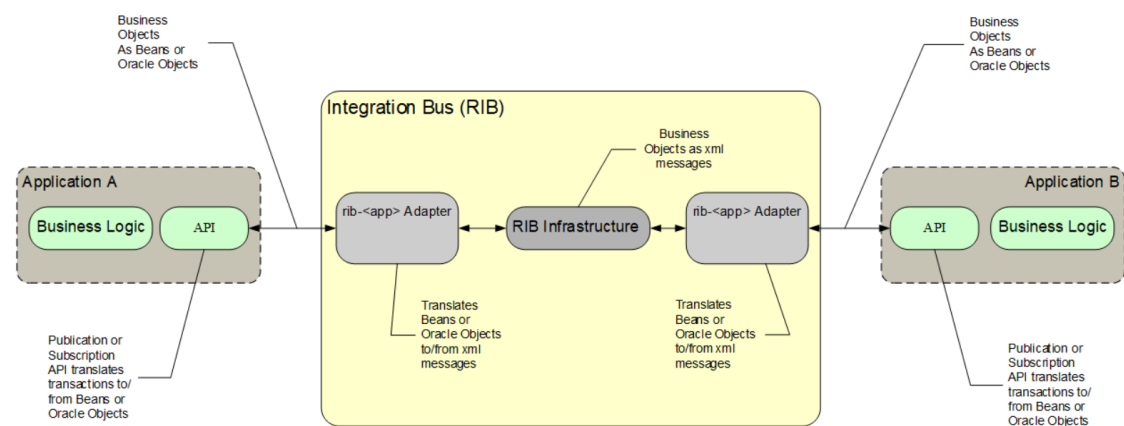 Business
Objects
As Beans or
Oracle Objects
Business
Objects
As Beans or
Oracle Objects
Integration Bus (RIB)
Business
Objects as xml
messages
Application A
Business Logic
API
rib-<app> Adapter
RIB Infrastructure
rib-<app> Adapter
Application B
API
Business Logic
Translates
Beans or
Oracle Objects
to/from xml
messages
Translates
Beans or
Oracle Objects
to/from xml
messages
Publication or
Subscription
API translates
transactions to/
from Beans or
Oracle Objects
Publication or
Subscription
API translates
transactions to/
from Beans or
Oracle Objects